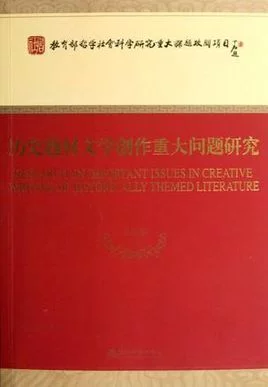 教育部哲学社会科学研究重大课题攻关项目
历史题材文学创作重大问题研究
RESEARCH ON IMPORTANT ISSUES IN CREATIVE
WRITING OF HISTORICALLY THEMED LITERATURE